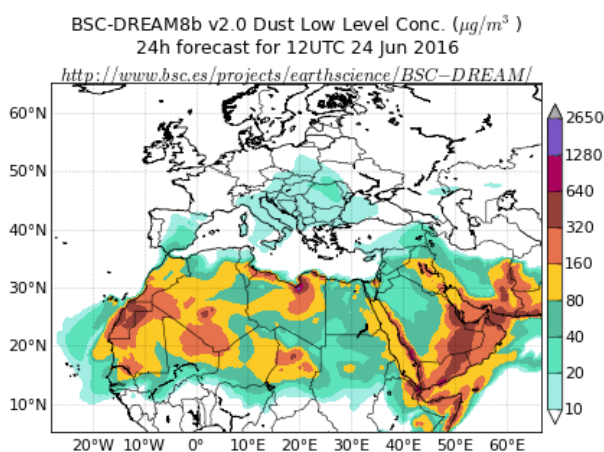 BSC-DREAM8b v2.0 Dust Low Level Conc. (μg/m³ )
24h forecast for 12UTC 24 Jun 2016
http://www.bsc.es/projects/earthscience/BSC−DREAM/
60°N
50°N
40°N
30°N
20°N
10°N
20°W 10°W 0° 10°E 20°E 30°E 40°E 50°E 60°E
2650
1280
640
320
160
80
40
20
10